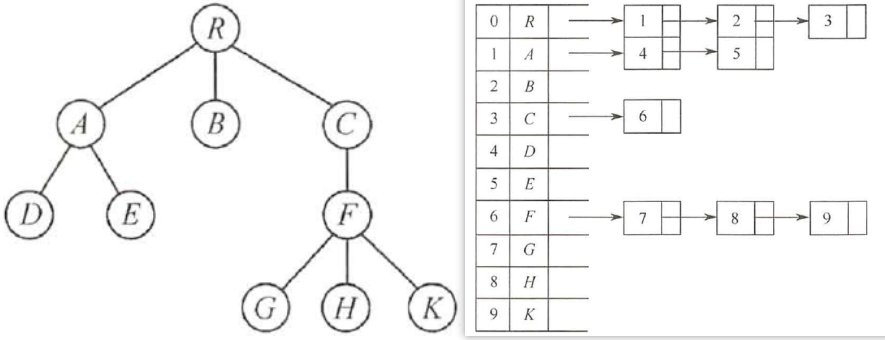 R
A B C
D E F
G H K
0 R 1 2 3
1 A 4 5
2 B
3 C 6
4 D
5 E
6 F 7 8 9
7 G
8 H
9 K